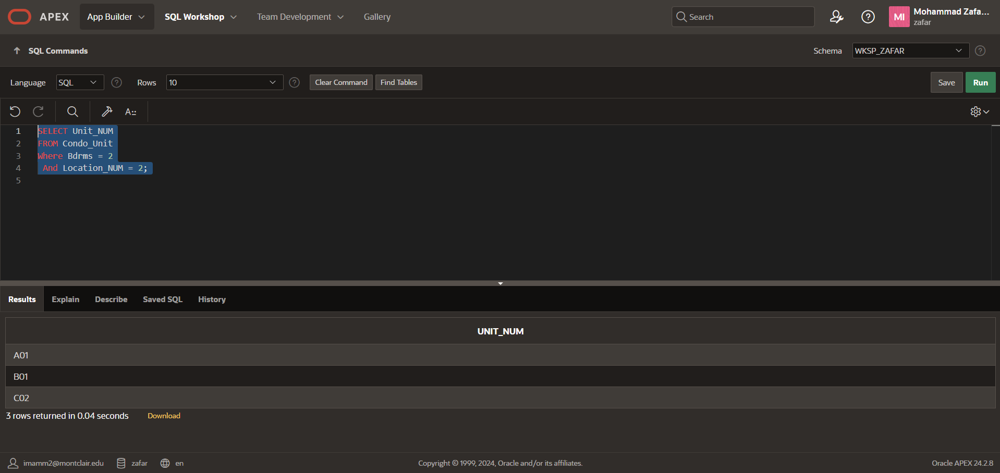 APEX App Builder SQL Workshop Team Development Gallery Search ? MI Mohammad Zafa...
zafar
SQL Commands Schema WKSP_ZAFAR ?
Language SQL ? Rows 10 ? Clear Command Find Tables Save Run
A::
1 SELECT Unit_NUM
2 FROM Condo_Unit
3 Where Bdrms = 2
4 And Location_NUM = 2;
5
Results Explain Describe Saved SQL History
UNIT_NUM
A01
B01
C02
3 rows returned in 0.04 seconds Download
imamm2@montclair.edu zafar en Copyright © 1999, 2024, Oracle and/or its affiliates. Oracle APEX 24.2.8